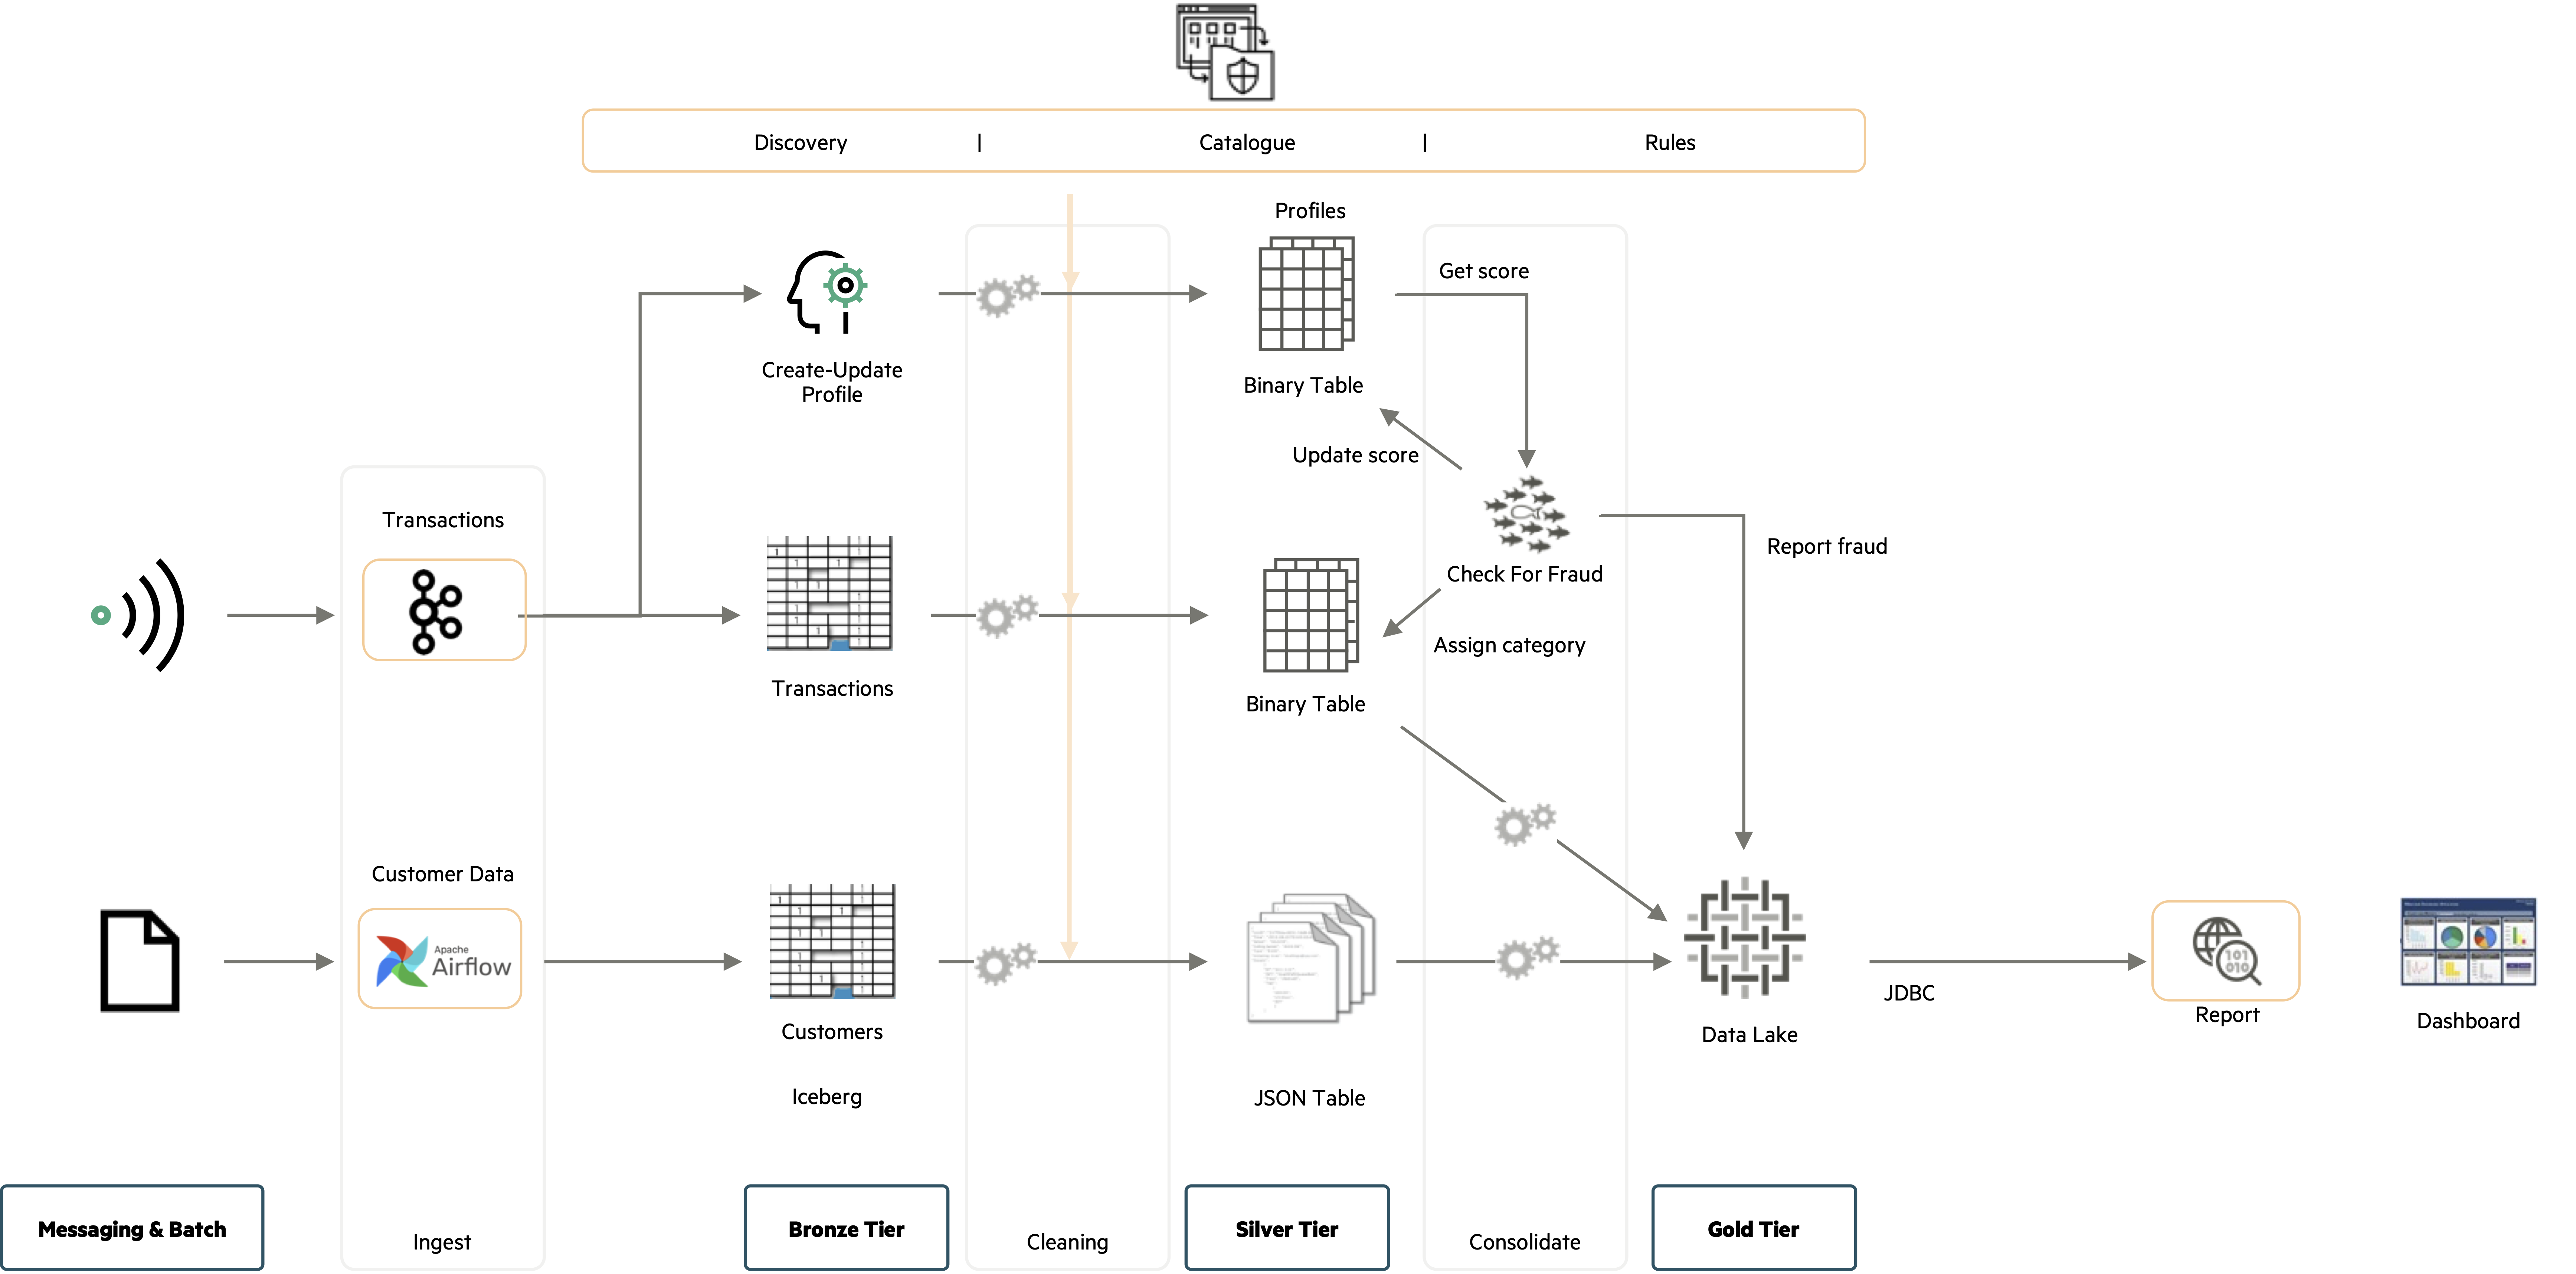 Discovery | Catalogue | Rules
Profiles
Get score
Create-Update
Profile
Binary Table
Update score
Transactions
Report fraud
Check For Fraud
Assign category
Transactions
Binary Table
Customer Data
Apache
Airflow
101
010
JDBC
Report
Dashboard
Customers
Data Lake
Iceberg
JSON Table
Messaging & Batch
Ingest
Bronze Tier
Cleaning
Silver Tier
Consolidate
Gold Tier